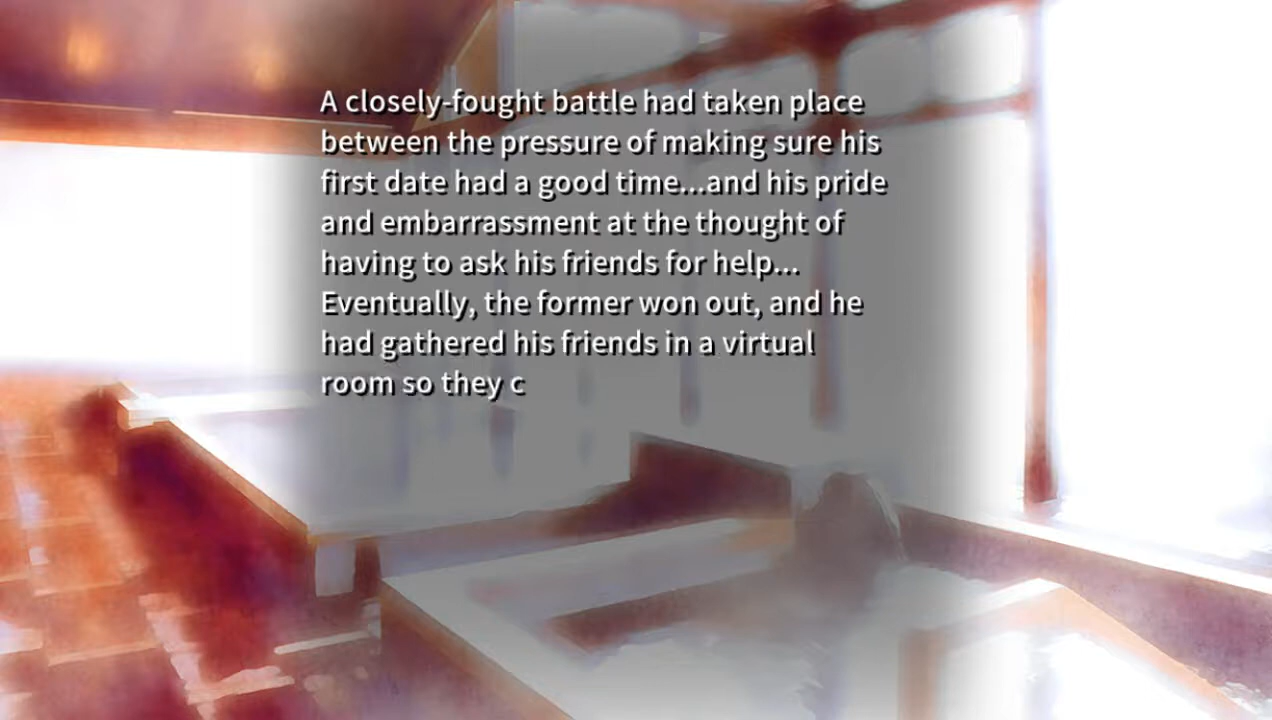 A closely-fought battle had taken place
between the pressure of making sure his
first date had a good time...and his pride
and embarrassment at the thought of
having to ask his friends for help...
Eventually, the former won out, and he
had gathered his friends in a virtual
room so they c